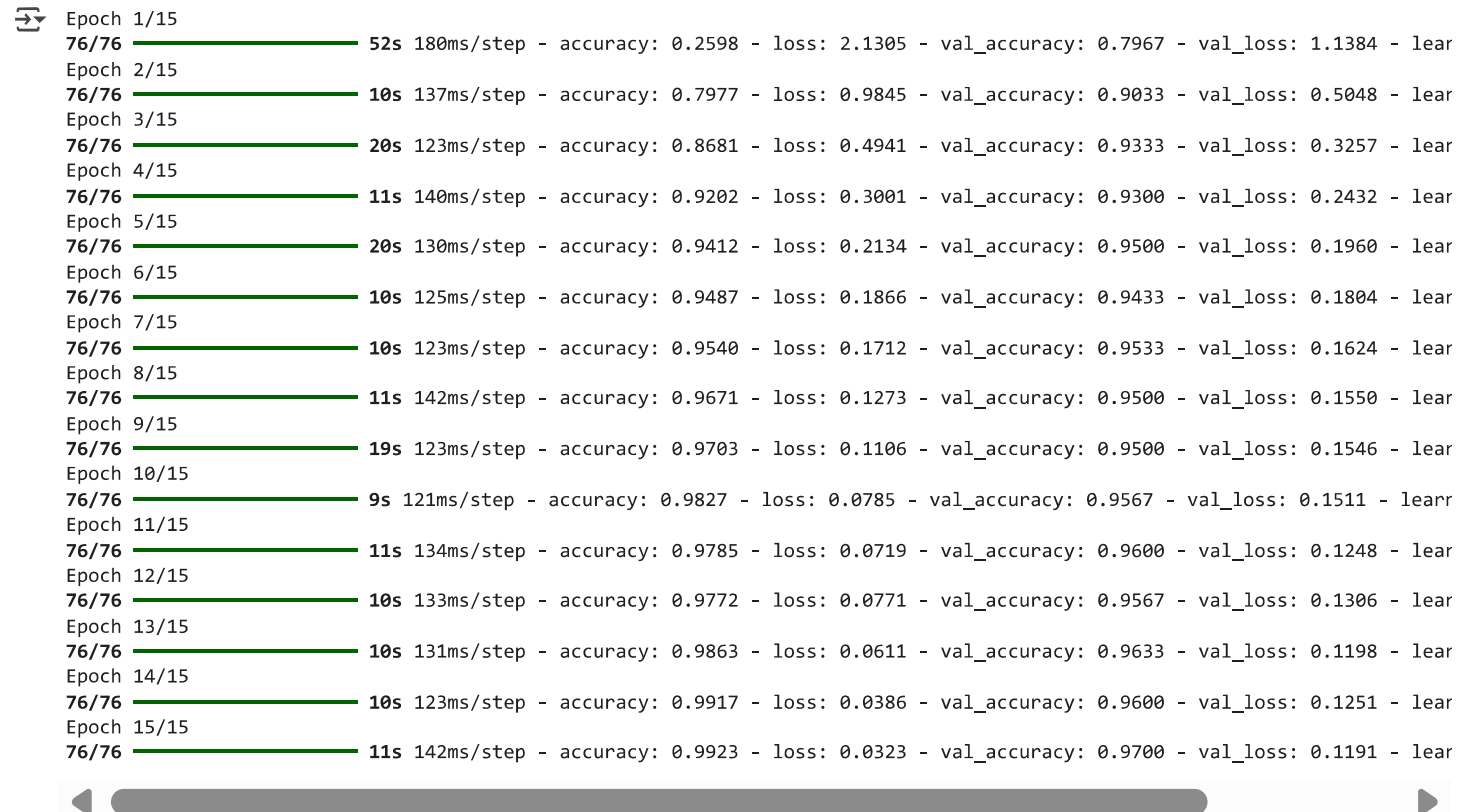 Epoch 1/15
76/76 52s 180ms/step - accuracy: 0.2598 - loss: 2.1305 - val_accuracy: 0.7967 - val_loss: 1.1384 - lear
Epoch 2/15
76/76 10s 137ms/step - accuracy: 0.7977 - loss: 0.9845 - val_accuracy: 0.9033 - val_loss: 0.5048 - lear
Epoch 3/15
76/76 20s 123ms/step - accuracy: 0.8681 - loss: 0.4941 - val_accuracy: 0.9333 - val_loss: 0.3257 - lear
Epoch 4/15
76/76 11s 140ms/step - accuracy: 0.9202 - loss: 0.3001 - val_accuracy: 0.9300 - val_loss: 0.2432 - lear
Epoch 5/15
76/76 20s 130ms/step - accuracy: 0.9412 - loss: 0.2134 - val_accuracy: 0.9500 - val_loss: 0.1960 - lear
Epoch 6/15
76/76 10s 125ms/step - accuracy: 0.9487 - loss: 0.1866 - val_accuracy: 0.9433 - val_loss: 0.1804 - lear
Epoch 7/15
76/76 10s 123ms/step - accuracy: 0.9540 - loss: 0.1712 - val_accuracy: 0.9533 - val_loss: 0.1624 - lear
Epoch 8/15
76/76 11s 142ms/step - accuracy: 0.9671 - loss: 0.1273 - val_accuracy: 0.9500 - val_loss: 0.1550 - lear
Epoch 9/15
76/76 19s 123ms/step - accuracy: 0.9703 - loss: 0.1106 - val_accuracy: 0.9500 - val_loss: 0.1546 - lear
Epoch 10/15
76/76 9s 121ms/step - accuracy: 0.9827 - loss: 0.0785 - val_accuracy: 0.9567 - val_loss: 0.1511 - learn
Epoch 11/15
76/76 11s 134ms/step - accuracy: 0.9785 - loss: 0.0719 - val_accuracy: 0.9600 - val_loss: 0.1248 - lear
Epoch 12/15
76/76 10s 133ms/step - accuracy: 0.9772 - loss: 0.0771 - val_accuracy: 0.9567 - val_loss: 0.1306 - lear
Epoch 13/15
76/76 10s 131ms/step - accuracy: 0.9863 - loss: 0.0611 - val_accuracy: 0.9633 - val_loss: 0.1198 - lear
Epoch 14/15
76/76 10s 123ms/step - accuracy: 0.9917 - loss: 0.0386 - val_accuracy: 0.9600 - val_loss: 0.1251 - lear
Epoch 15/15
76/76 11s 142ms/step - accuracy: 0.9923 - loss: 0.0323 - val_accuracy: 0.9700 - val_loss: 0.1191 - lear